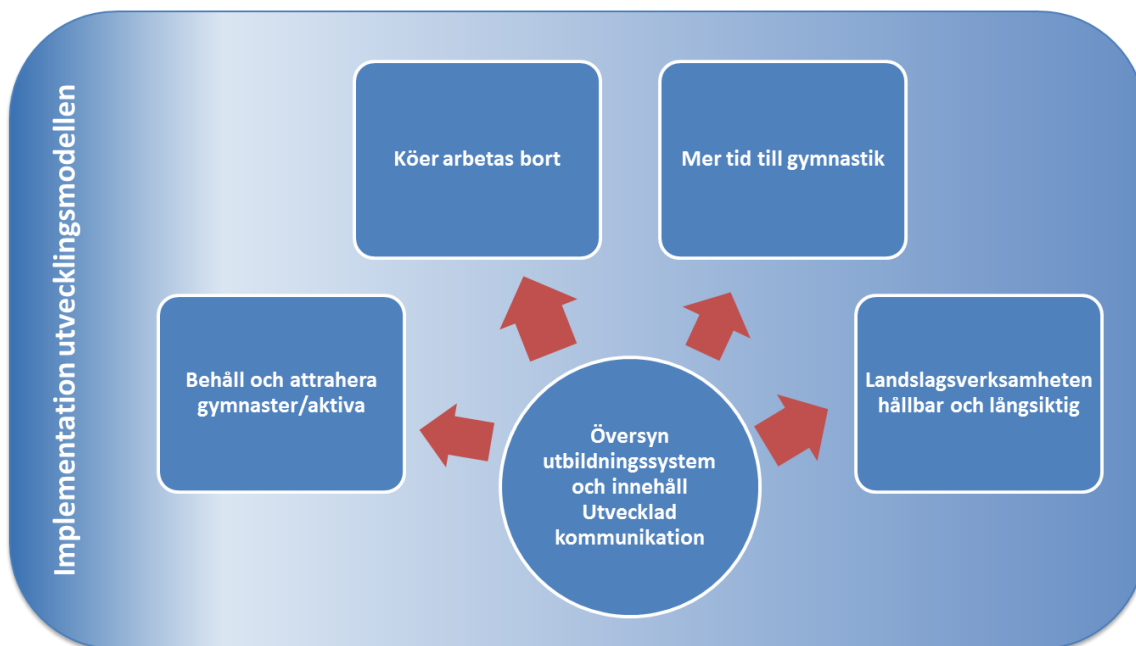 Implementation utvecklingsmodellen
Köer arbetas bort
Mer tid till gymnastik
Behåll och attrahera
gymnaster/aktiva
Landslagsverksamheten
hållbar och långsiktig
Översyn
utbildningssystem
och innehåll
Utvecklad
kommunikation